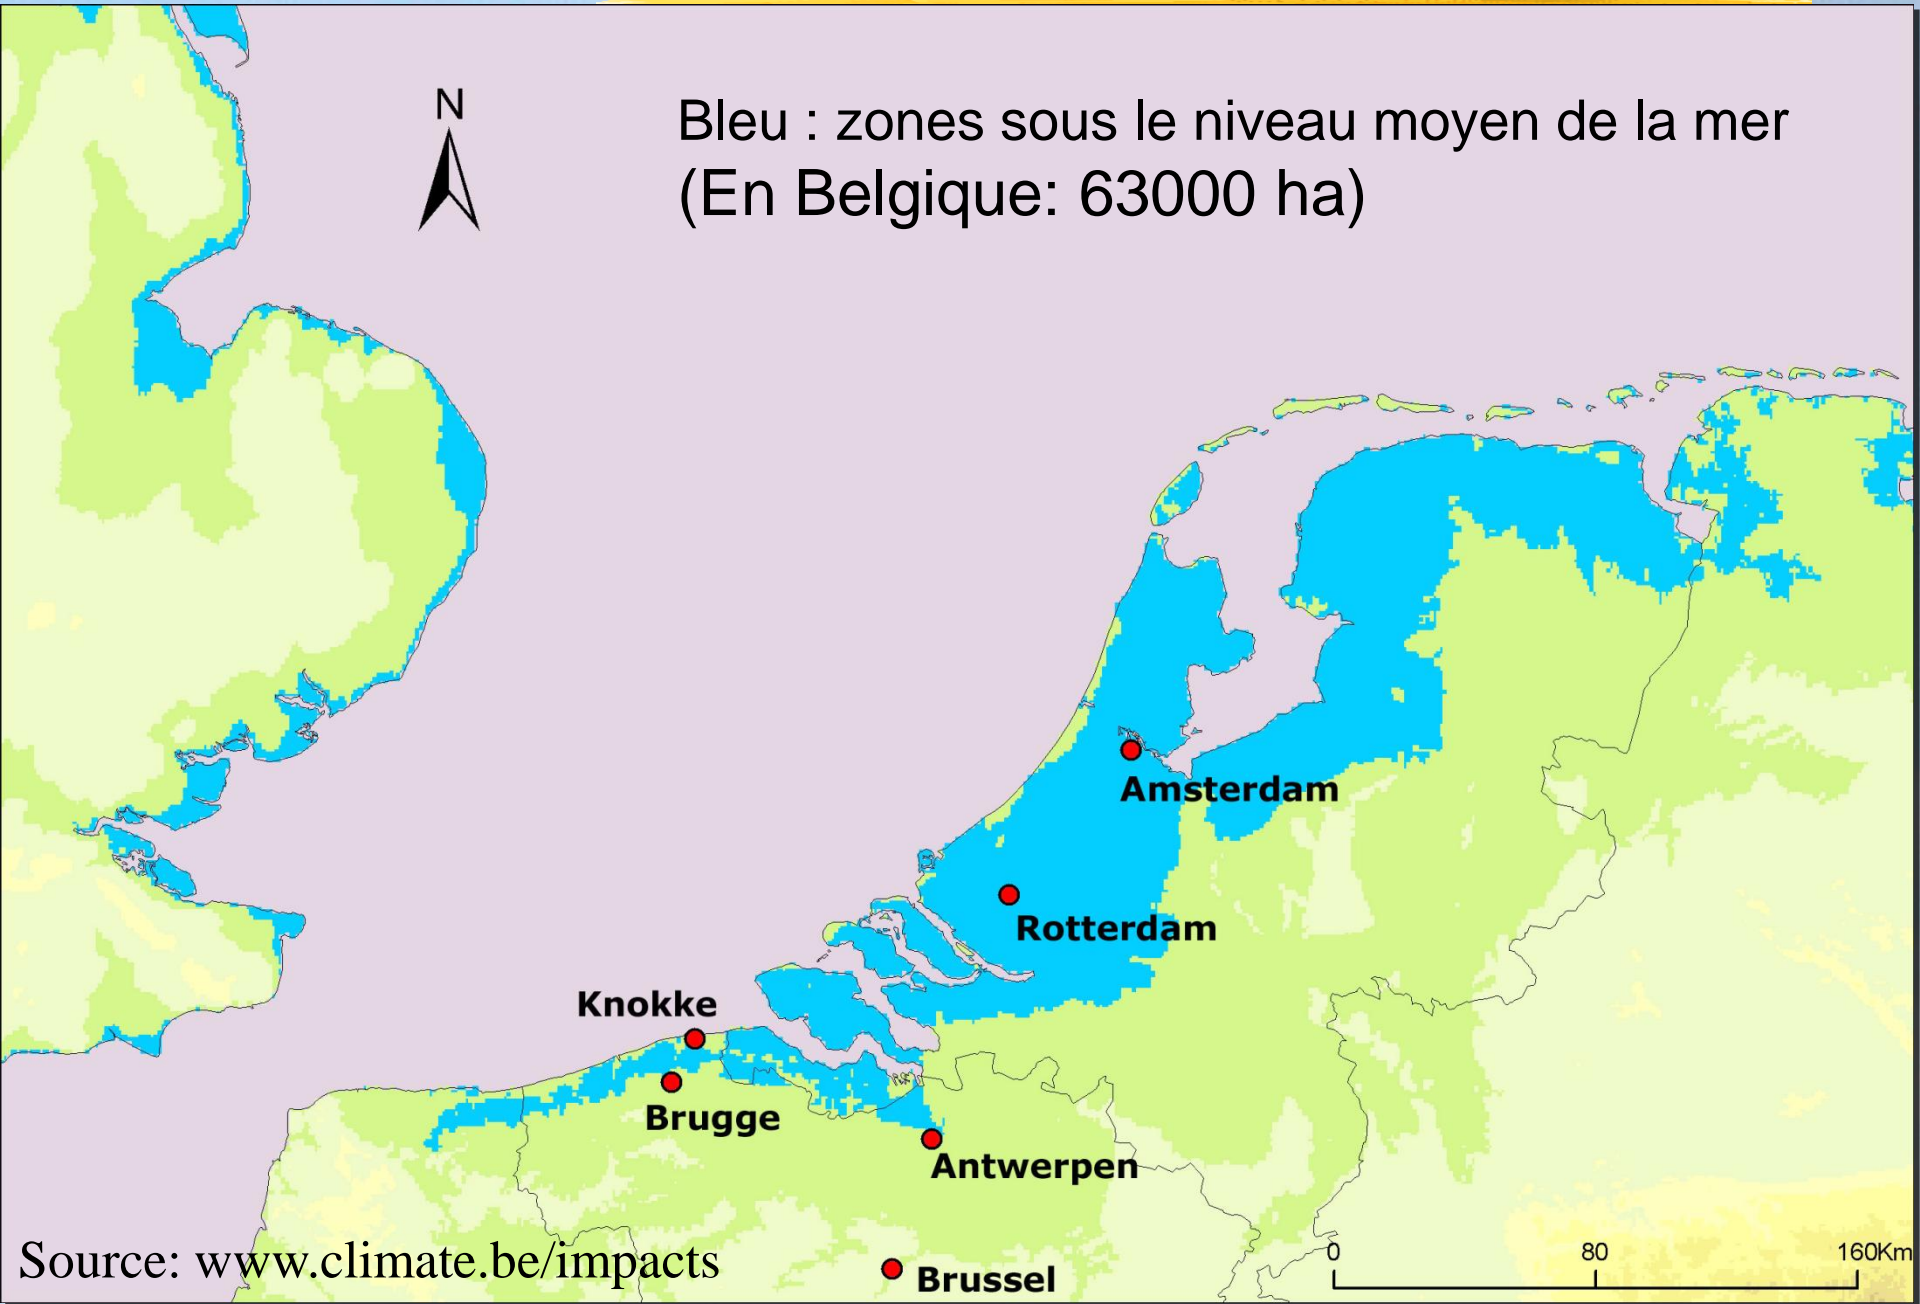 N
Bleu : zones sous le niveau moyen de la mer
(En Belgique: 63000 ha)
Amsterdam
Rotterdam
Knokke
Brugge
Antwerpen
Brussel
0 80 160Km
Source: www.climate.be/impacts